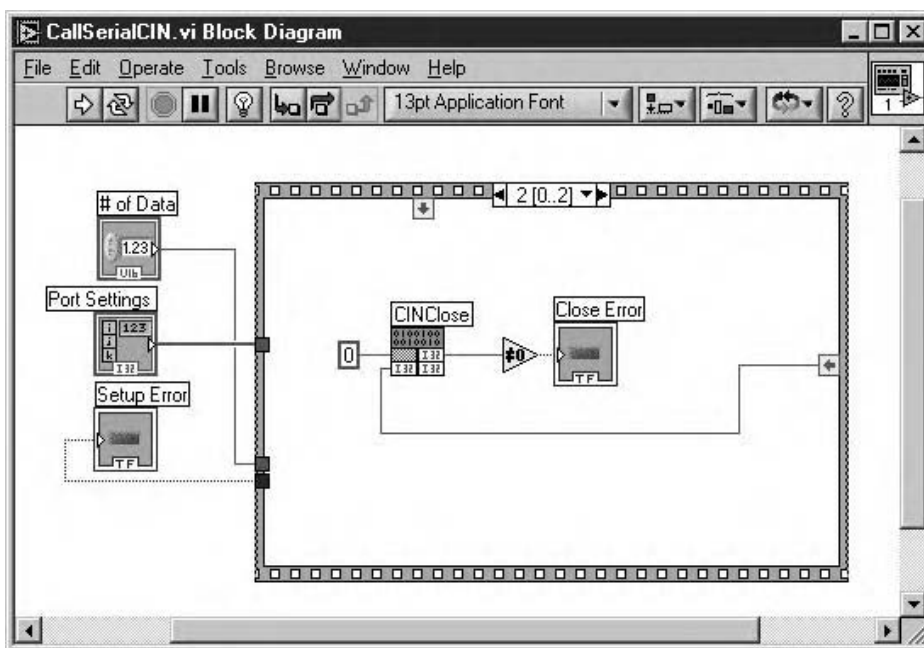 CallSerialCIN.vi Block Diagram
File Edit Operate Tools Browse Window Help
13pt Application Font
1
# of Data
1.23
U16
Port Settings
i 123
j
k
I32
Setup Error
TF
2 [0..2]
CINClose
0100101
0010010
0
I32
I32 I32
≠0
Close Error
TF